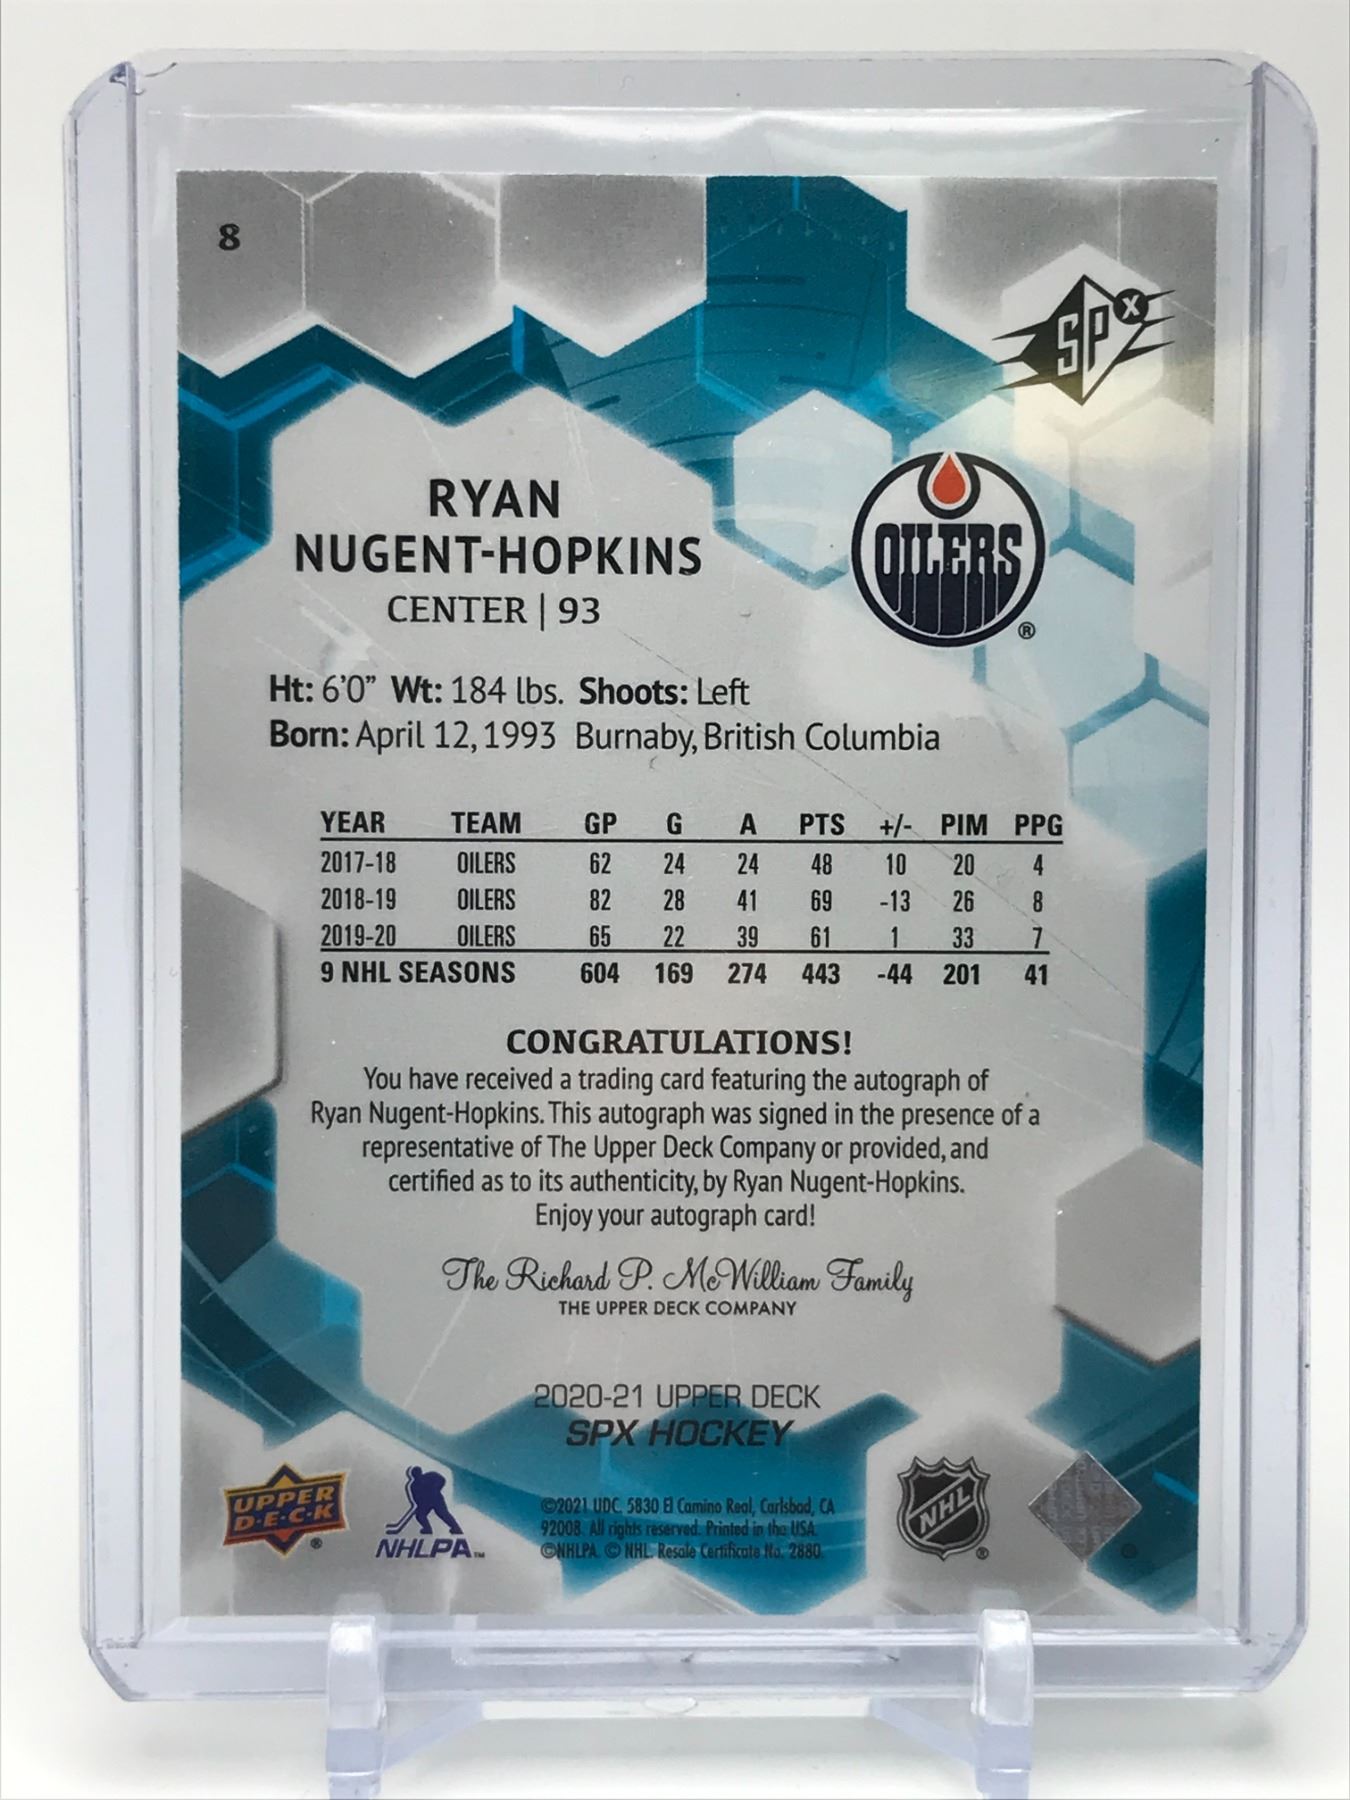 8
SPX
RYAN
NUGENT-HOPKINS
CENTER | 93
OILERS
®
Ht: 6'0" Wt: 184 lbs. Shoots: Left
Born: April 12, 1993 Burnaby, British Columbia
YEAR TEAM GP G A PTS +/- PIM PPG
2017-18 OILERS 62 24 24 48 10 20 4
2018-19 OILERS 82 28 41 69 -13 26 8
2019-20 OILERS 65 22 39 61 1 33 7
9 NHL SEASONS 604 169 274 443 -44 201 41
CONGRATULATIONS!
You have received a trading card featuring the autograph of
Ryan Nugent-Hopkins. This autograph was signed in the presence of a
representative of The Upper Deck Company or provided, and
certified as to its authenticity, by Ryan Nugent-Hopkins.
Enjoy your autograph card!
The Richard P. McWilliam Family
THE UPPER DECK COMPANY
2020-21 UPPER DECK
SPX HOCKEY
UPPER
D·E·C·K
®
NHLPA™
©2021 UDC. 5830 El Camino Real, Carlsbad, CA
92008. All rights reserved. Printed in the USA.
©NHLPA. © NHL. Resale Certificate No. 2880.
NHL
®
®